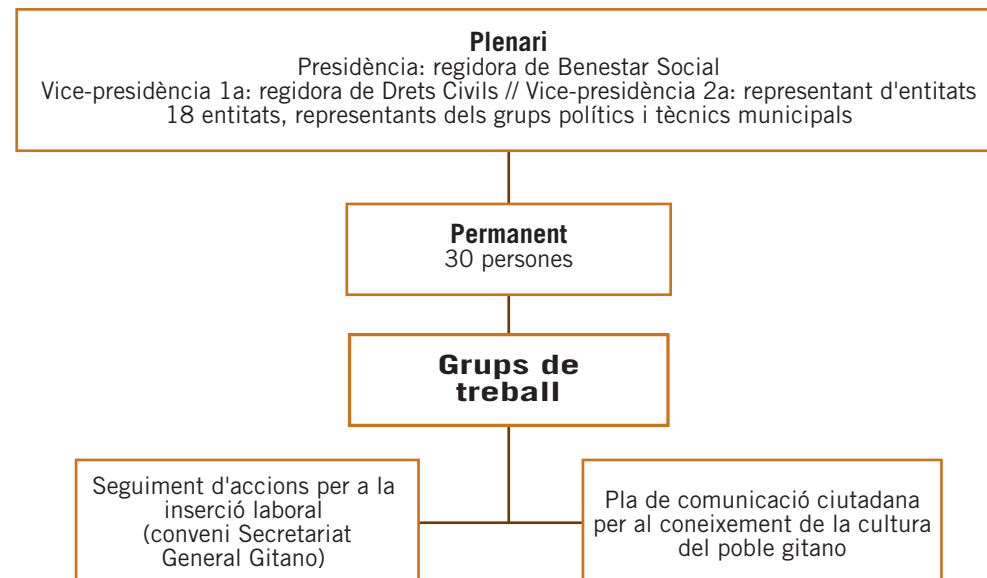 Plenari
Presidència: regidora de Benestar Social
Vice-presidència 1a: regidora de Drets Civils // Vice-presidència 2a: representant d'entitats
18 entitats, representants dels grups polítics i tècnics municipals
Permanent
30 persones
Grups de
treball
Seguiment d'accions per a la
inserció laboral
(conveni Secretariat
General Gitano)
Pla de comunicació ciutadana
per al coneixement de la cultura
del poble gitano